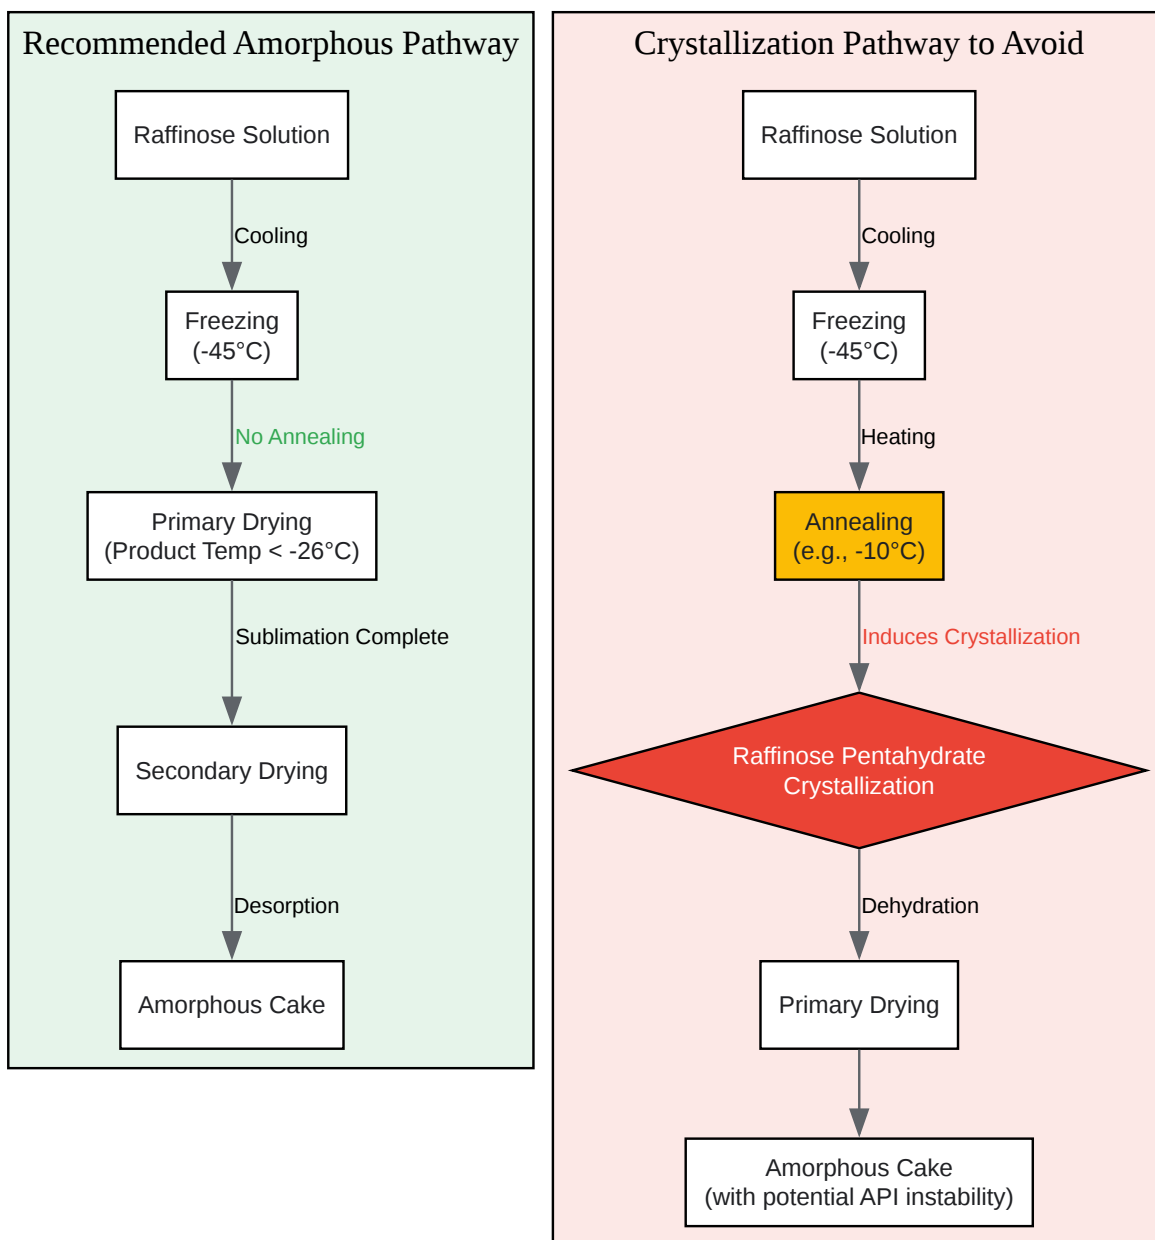 Recommended Amorphous Pathway
Raffinose Solution
Cooling
Freezing
(-45°C)
No Annealing
Primary Drying
(Product Temp < -26°C)
Sublimation Complete
Secondary Drying
Desorption
Amorphous Cake
Crystallization Pathway to Avoid
Raffinose Solution
Cooling
Freezing
(-45°C)
Heating
Annealing
(e.g., -10°C)
Induces Crystallization
Raffinose Pentahydrate
Crystallization
Dehydration
Primary Drying
Amorphous Cake
(with potential API instability)